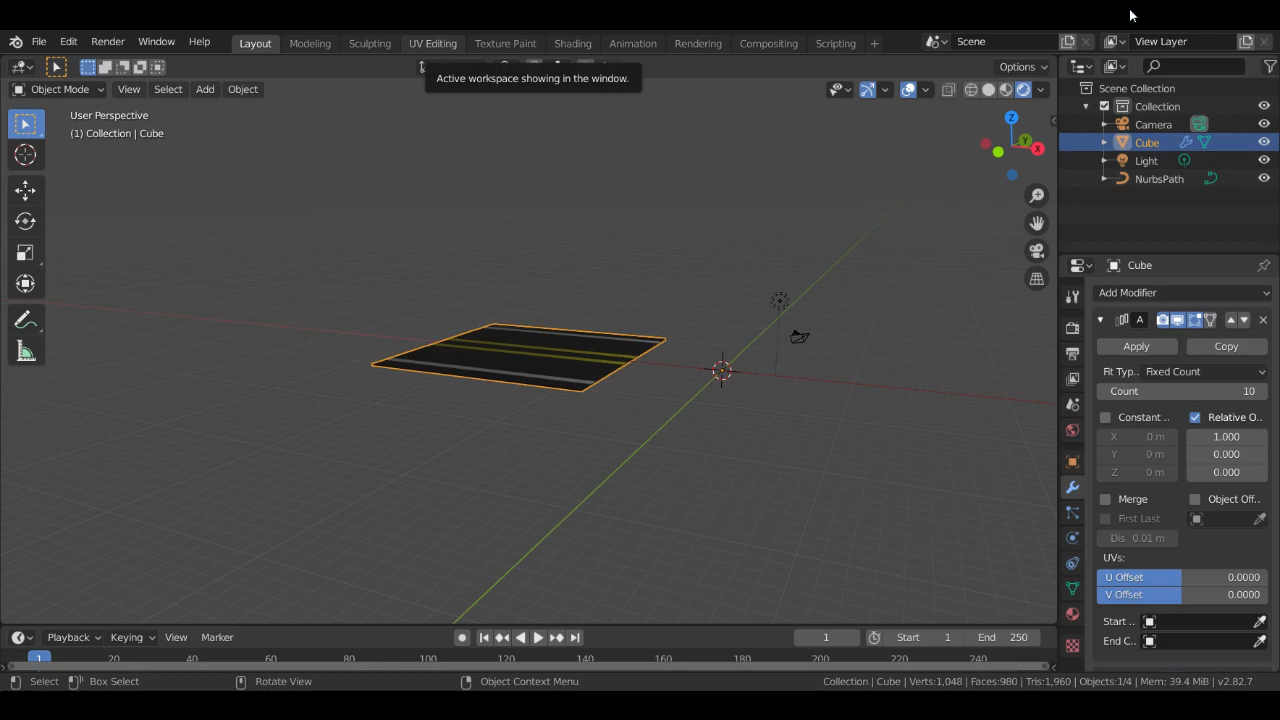 File Edit Render Window Help Layout Modeling Sculpting UV Editing Texture Paint Shading Animation Rendering Compositing Scripting + Scene View Layer
Options
Active workspace showing in the window.
Object Mode View Select Add Object
User Perspective
(1) Collection | Cube
Z
Y
X
Scene Collection
Collection
Camera
Cube
Light
NurbsPath
Cube
Add Modifier
A
Apply Copy
Fit Typ.. Fixed Count
Count 10
Constant .. Relative O..
X 0 m 1.000
Y 0 m 0.000
Z 0 m 0.000
Merge Object Off..
First Last
Dis 0.01 m
UVs:
U Offset 0.0000
V Offset 0.0000
Start ..
End C..
Playback Keying View Marker 1 Start 1 End 250
1 20 40 60 80 100 120 140 160 180 200 220 240
Select Box Select Rotate View Object Context Menu Collection | Cube | Verts:1,048 | Faces:980 | Tris:1,960 | Objects:1/4 | Mem: 39.4 MiB | v2.82.7